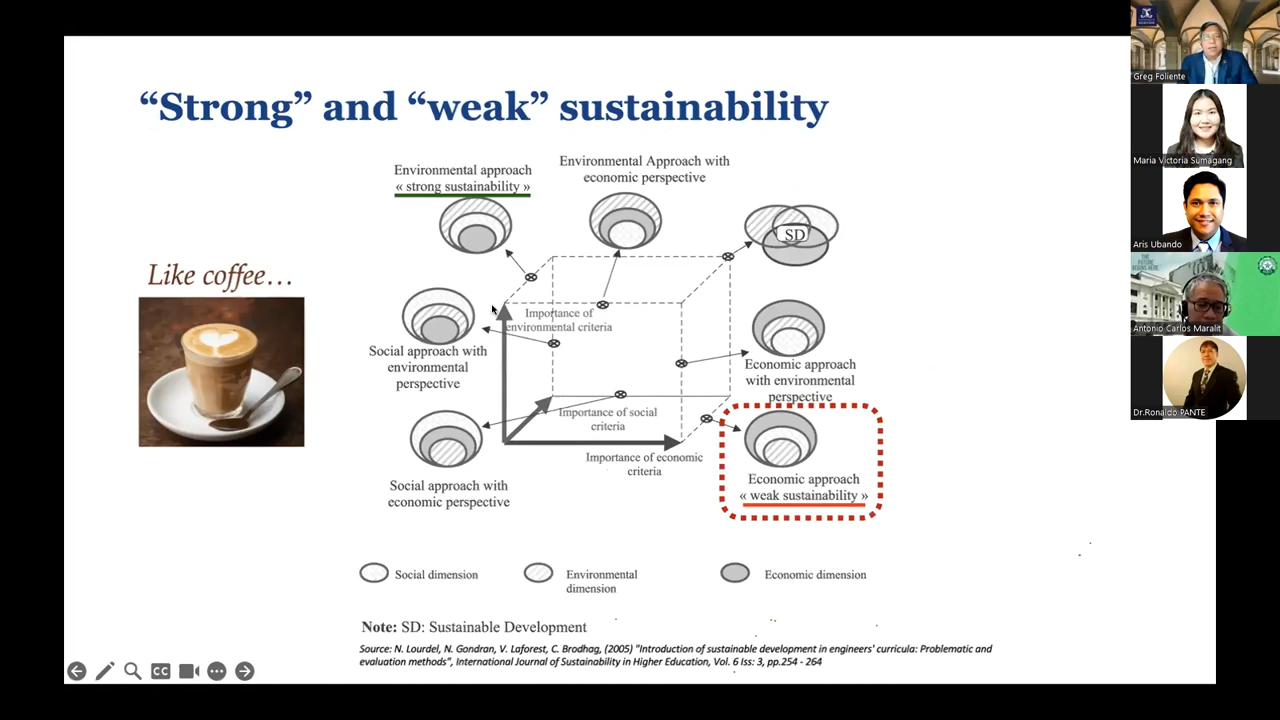 “Strong” and “weak” sustainability
Like coffee…
Environmental approach
« strong sustainability »
Environmental Approach with
economic perspective
SD
Importance of
environmental criteria
Social approach with
environmental
perspective
Economic approach
with environmental
perspective
Importance of social
criteria
Importance of economic
criteria
Social approach with
economic perspective
Economic approach
« weak sustainability »
Social dimension
Environmental
dimension
Economic dimension
Note: SD: Sustainable Development
Source: N. Lourdel, N. Gondran, V. Laforest, C. Brodhag, (2005) "Introduction of sustainable development in engineers' curricula: Problematic and
evaluation methods", International Journal of Sustainability in Higher Education, Vol. 6 Iss: 3, pp.254 - 264
CC
Greg Foliente
Maria Victoria Sumagang
Aris Ubando
THE FUTURE
BEGINS HERE
Antonio Carlos Maralit
Dr.Ronaldo PANTE